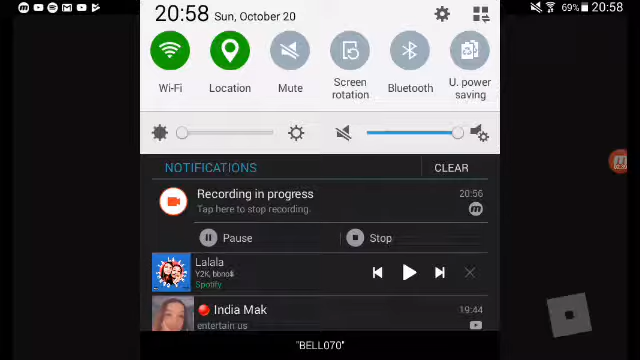 69% 20:58
20:58 Sun, October 20
Wi-Fi
Location
Mute
Screen
rotation
Bluetooth
U. power
saving
NOTIFICATIONS
CLEAR
Recording in progress
20:56
Tap here to stop recording.
Pause
Stop
Lalala
Y2K, bbno$
Spotify
India Mak
19:44
entertain us
"BELL070"